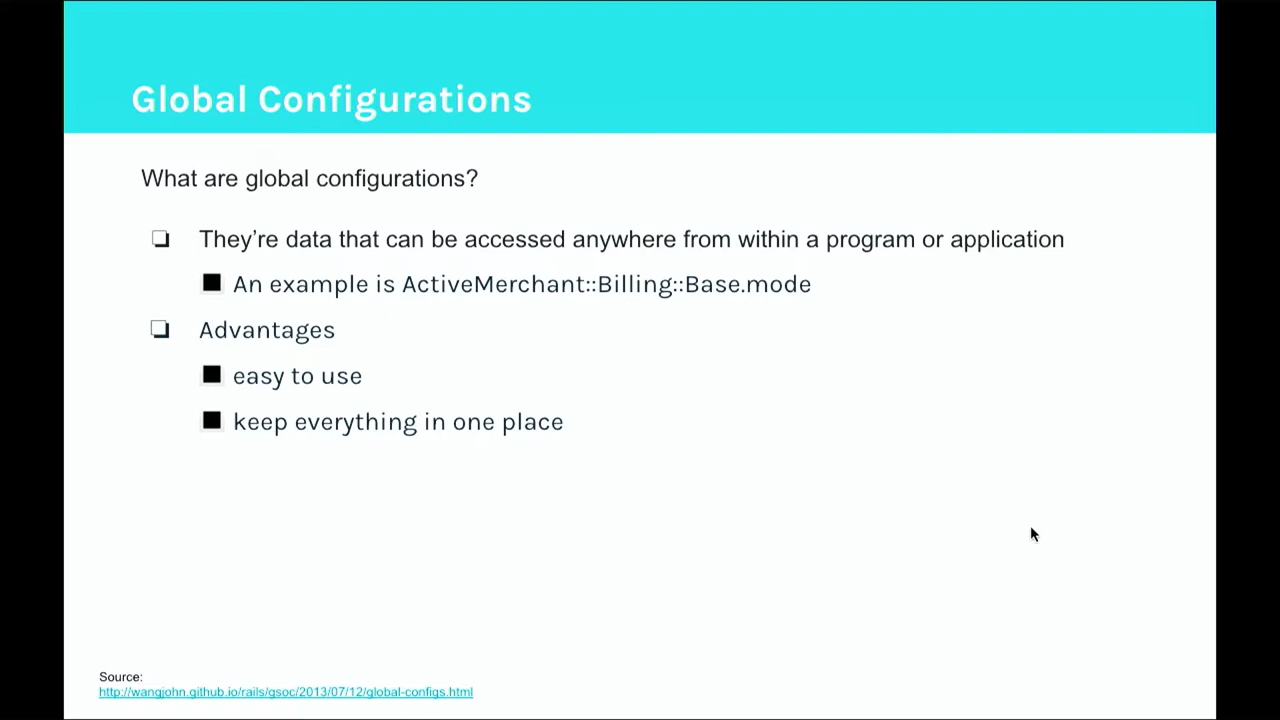 Global Configurations
What are global configurations?
They’re data that can be accessed anywhere from within a program or application
An example is ActiveMerchant::Billing::Base.mode
Advantages
easy to use
keep everything in one place
Source:
http://wangjohn.github.io/rails/gsoc/2013/07/12/global-configs.html